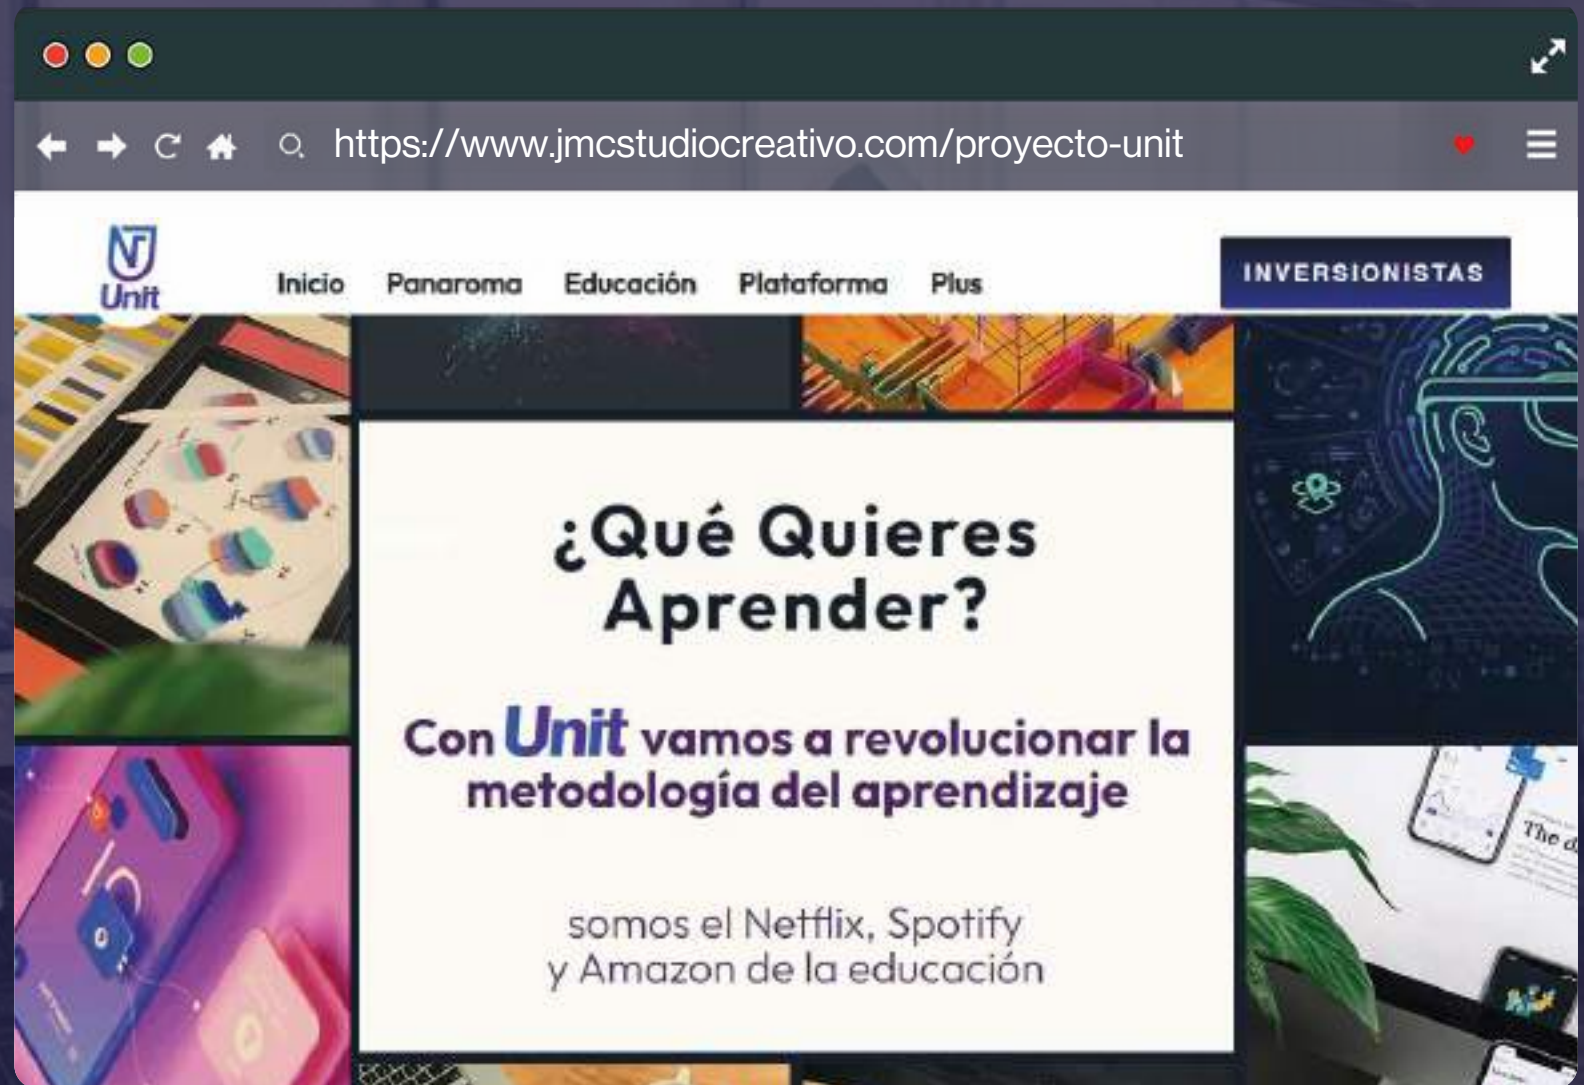 https://www.jmcstudiocreativo.com/proyecto-unit
Unit
Inicio Panaroma Educación Plataforma Plus
INVERSIONISTAS
¿Qué Quieres
Aprender?
Con Unit vamos a revolucionar la
metodología del aprendizaje
somos el Netflix, Spotify
y Amazon de la educación
The d